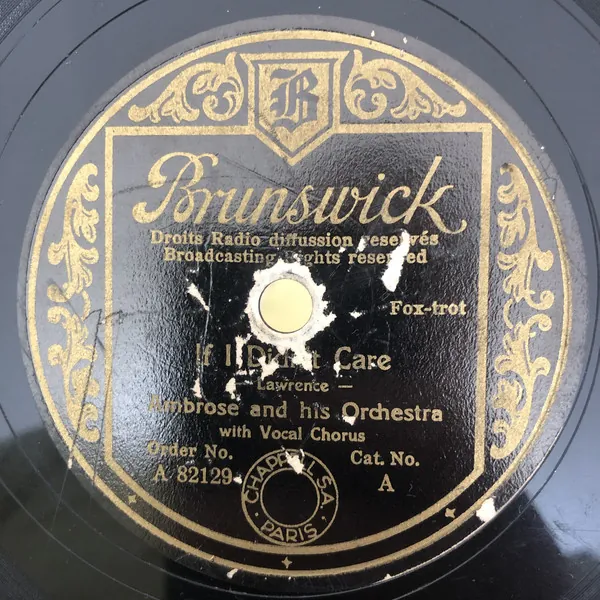 B
Brunswick
Droits Radio diffussion reservés
Broadcasting Rights reserved
Fox-trot
If I Didn't Care
— Lawrence —
Ambrose and his Orchestra
with Vocal Chorus
Order No. Cat. No.
A 82129 A
CHAPPELL S.A.
PARIS